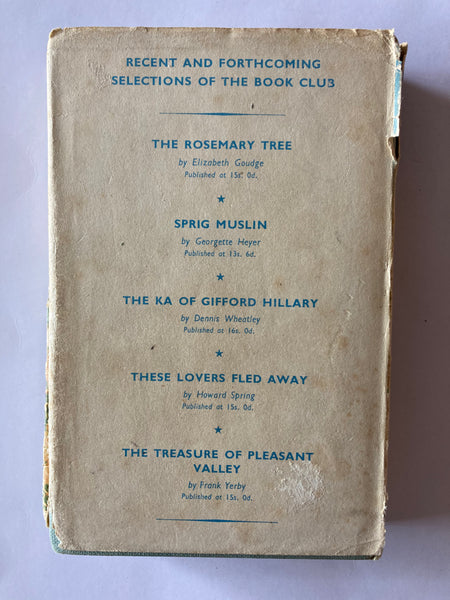 RECENT AND FORTHCOMING
SELECTIONS OF THE BOOK CLUB
THE ROSEMARY TREE
by Elizabeth Goudge
Published at 15s. 0d.
SPRIG MUSLIN
by Georgette Heyer
Published at 13s. 6d.
THE KA OF GIFFORD HILLARY
by Dennis Wheatley
Published at 16s. 0d.
THESE LOVERS FLED AWAY
by Howard Spring
Published at 15s. 0d.
THE TREASURE OF PLEASANT
VALLEY
by Frank Yerby
Published at 15s. 0d.